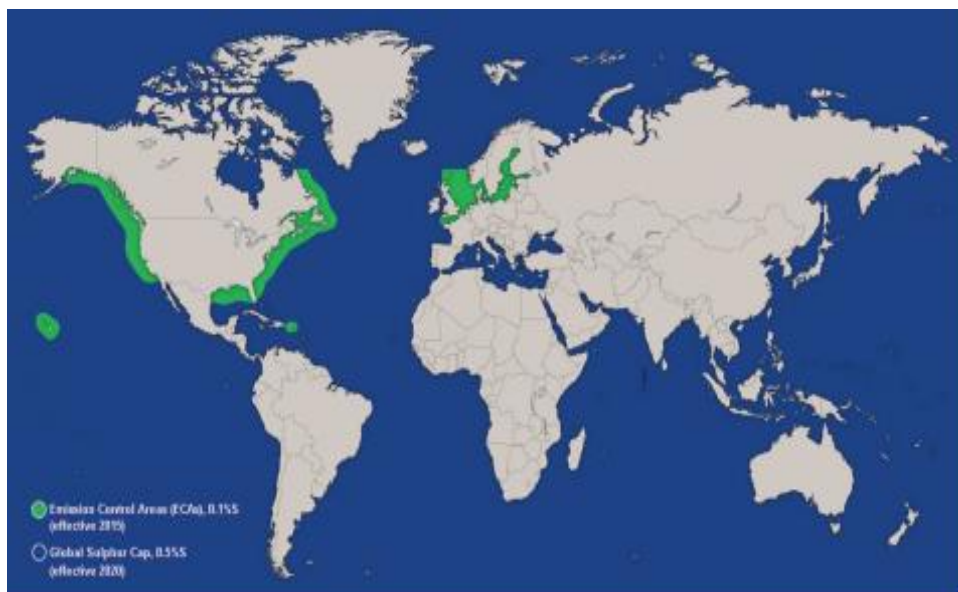 Emission Control Areas (ECAs), 0.1%S
(effective 2015)
Global Sulphur Cap, 0.5%S
(effective 2020)